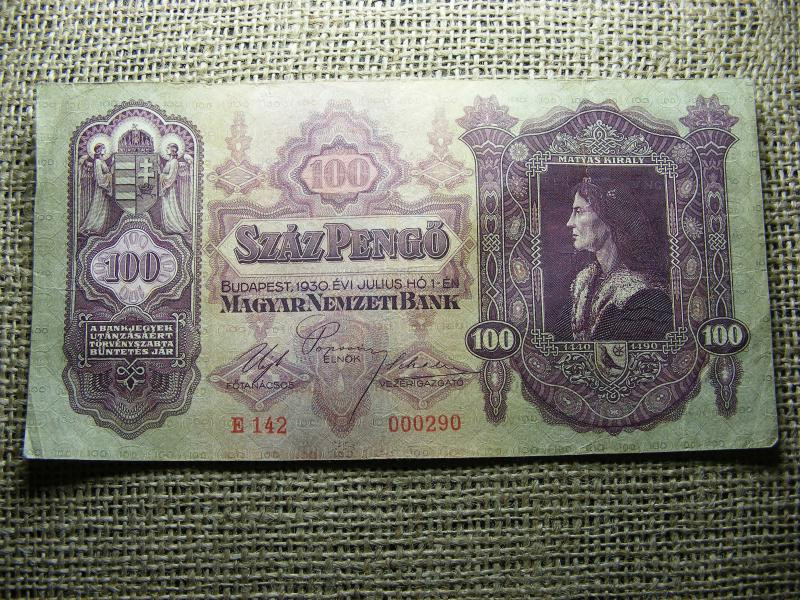 100
A BANKJEGYEK
UTÁNZÁSÁÉRT
TÖRVÉNYSZABTA
BÜNTETÉS JÁR
100
SZÁZ PENGŐ
BUDAPEST, 1930. ÉVI JULIUS HÓ 1-ÉN
MAGYAR NEMZETI BANK
ELNÖK
FŐTANÁCSOS
VEZÉRIGAZGATÓ
E 142
000290
MÁTYÁS KIRÁLY
100
100
1440
1490